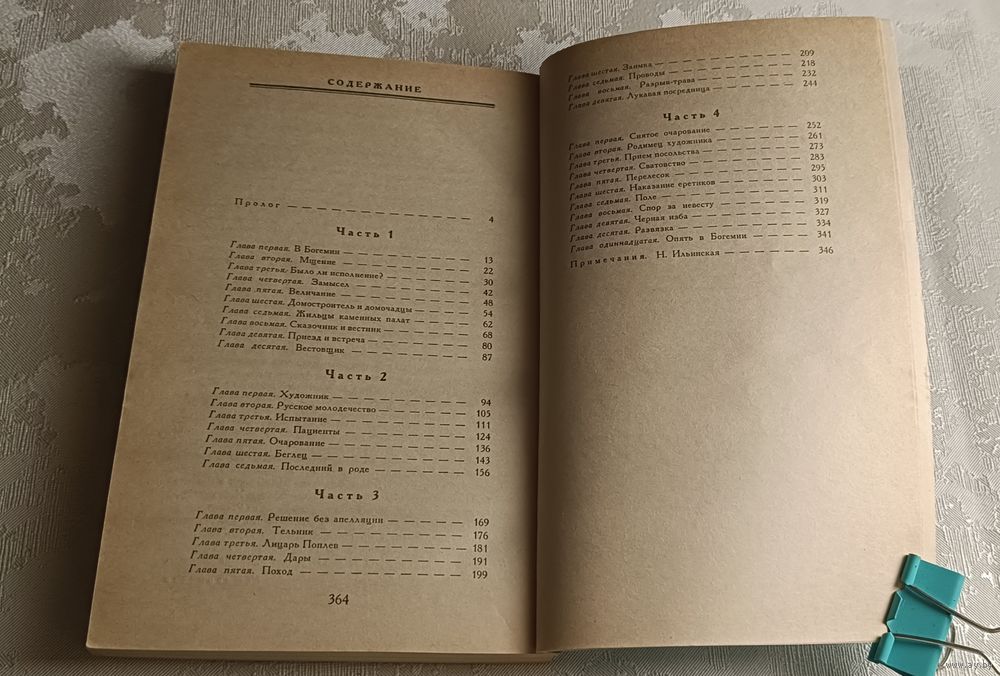 СОДЕРЖАНИЕ
Пролог — 4
Часть 1
Глава первая. В Богемии — 13
Глава вторая. Мщение — 22
Глава третья. Было ли исполнение? — 30
Глава четвертая. Замысел — 42
Глава пятая. Величание — 48
Глава шестая. Домостроитель и домочадцы — 54
Глава седьмая. Жильцы каменных палат — 62
Глава восьмая. Сказочник и вестник — 68
Глава девятая. Приезд и встреча — 80
Глава десятая. Вестовщик — 87
Часть 2
Глава первая. Художник — 94
Глава вторая. Русское молодечество — 105
Глава третья. Испытание — 111
Глава четвертая. Пациенты — 124
Глава пятая. Очарование — 136
Глава шестая. Беглец — 143
Глава седьмая. Последний в роде — 156
Часть 3
Глава первая. Решение без апелляции — 169
Глава вторая. Тельник — 176
Глава третья. Лицарь Поплев — 181
Глава четвертая. Дары — 191
Глава пятая. Поход — 199
364
Глава шестая. Заимка — 209
Глава седьмая. Проводы — 218
Глава восьмая. Разрыв-трава — 232
Глава девятая. Лукавая посредница — 244
Часть 4
Глава первая. Снятое очарование — 252
Глава вторая. Родимец художника — 261
Глава третья. Прием посольства — 273
Глава четвертая. Сватовство — 283
Глава пятая. Перелесок — 295
Глава шестая. Наказание еретиков — 303
Глава седьмая. Поле — 311
Глава восьмая. Спор за невесту — 319
Глава девятая. Черная изба — 327
Глава десятая. Развязка — 334
Глава одиннадцатая. Опять в Богемии — 341
Примечания. Н. Ильинская — 346